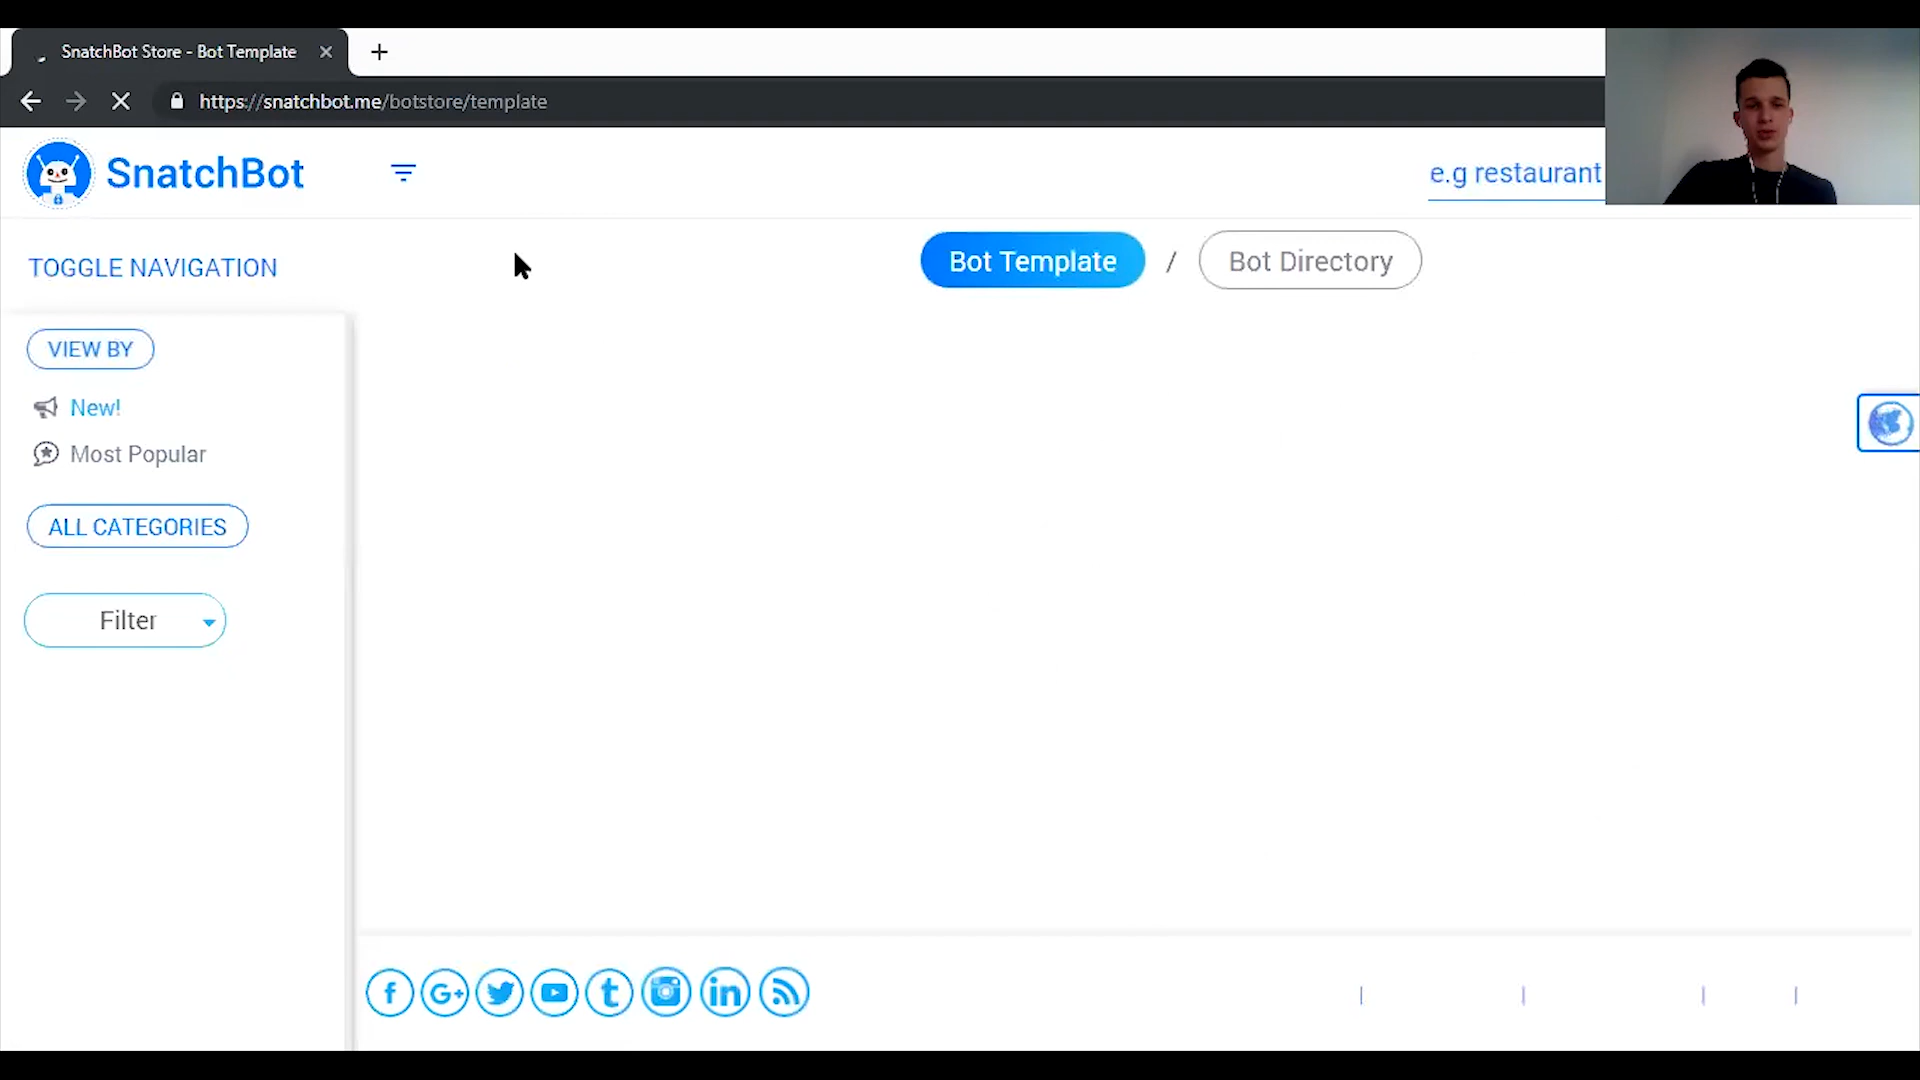 SnatchBot Store - Bot Template
https://snatchbot.me/botstore/template
SnatchBot
e.g restaurant
TOGGLE NAVIGATION
Bot Template / Bot Directory
VIEW BY
New!
Most Popular
ALL CATEGORIES
Filter